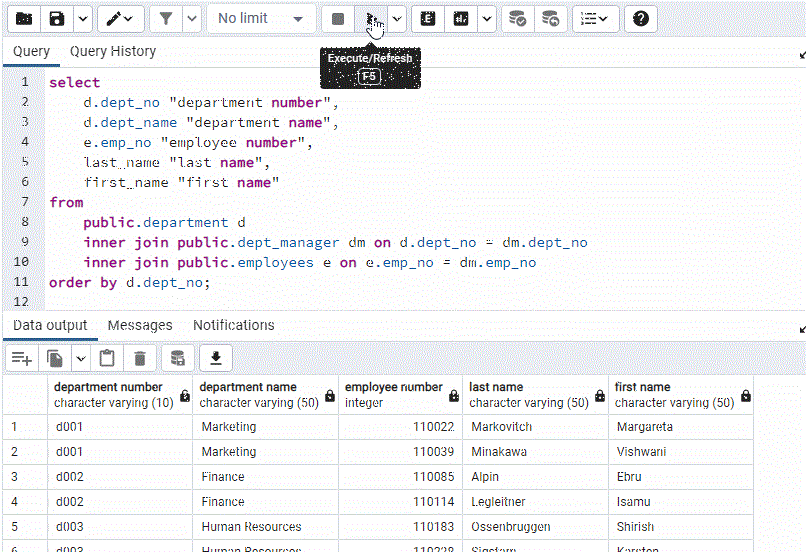 No limit
Query Query History
Execute/Refresh
F5
1 select
2 d.dept_no "department number",
3 d.dept_name "department name",
4 e.emp_no "employee number",
5 last_name "last name",
6 first_name "first name"
7 from
8 public.department d
9 inner join public.dept_manager dm on d.dept_no = dm.dept_no
10 inner join public.employees e on e.emp_no = dm.emp_no
11 order by d.dept_no;
12
Data output Messages Notifications
department number department name employee number last name first name
character varying (10) character varying (50) integer character varying (50) character varying (50)
1 d001 Marketing 110022 Markovitch Margareta
2 d001 Marketing 110039 Minakawa Vishwani
3 d002 Finance 110085 Alpin Ebru
4 d002 Finance 110114 Legleitner Isamu
5 d003 Human Resources 110183 Ossenbruggen Shirish
6 d003 Human Resources 110228 Sigstam Karsten